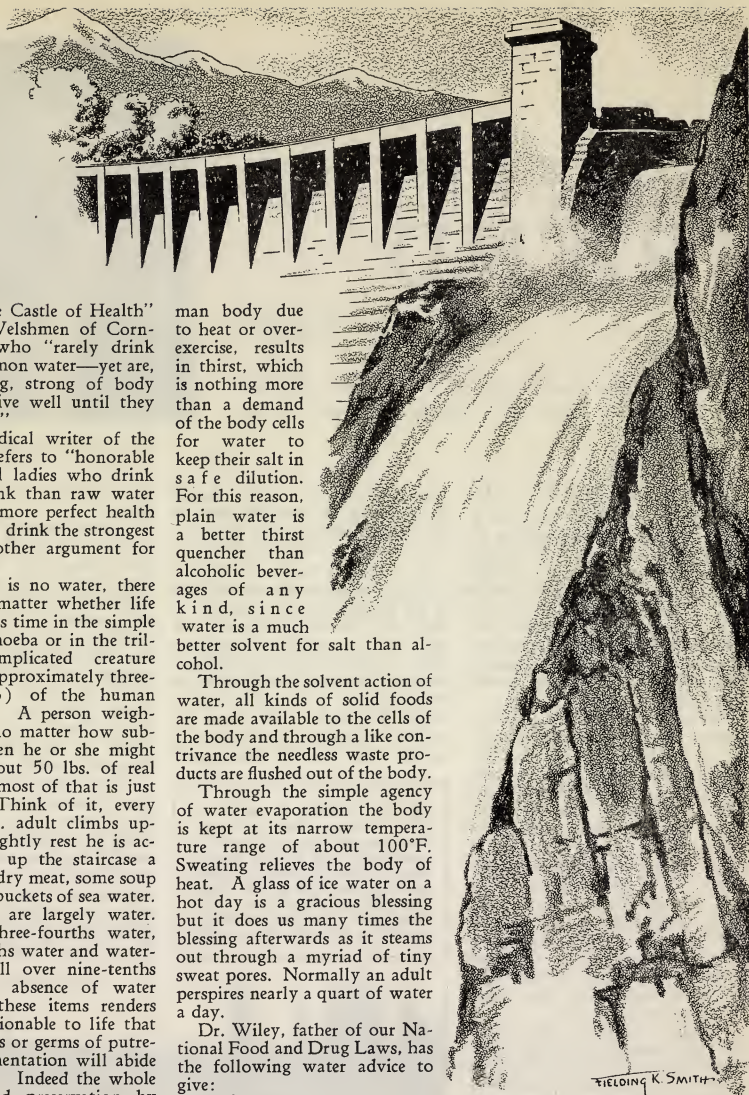 e Castle of Health"
Velshmen of Corn-
who "rarely drink
mon water—yet are,
g, strong of body
ive well until they
"
dical writer of the
efers to "honorable
l ladies who drink
nk than raw water
more perfect health
drink the strongest
other argument for
is no water, there
matter whether life
s time in the simple
noeba or in the tril-
mplicated creature
pproximately three-
) of the human
A person weigh-
o matter how sub-
en he or she might
out 50 lbs. of real
most of that is just
Think of it, every
. adult climbs up-
ghtly rest he is ac-
up the staircase a
dry meat, some soup
buckets of sea water.
are largely water.
hree-fourths water,
hs water and water-
ll over nine-tenths
absence of water
these items renders
ionable to life that
s or germs of putre-
mentation will abide
Indeed the whole
d preservation by
man body due
to heat or over-
exercise, results
in thirst, which
is nothing more
than a demand
of the body cells
for water to
keep their salt in
safe dilution.
For this reason,
plain water is
a better thirst
quencher than
alcoholic bever-
ages of any
kind, since
water is a much
better solvent for salt than al-
cohol.
Through the solvent action of
water, all kinds of solid foods
are made available to the cells of
the body and through a like con-
trivance the needless waste pro-
ducts are flushed out of the body.
Through the simple agency
of water evaporation the body
is kept at its narrow tempera-
ture range of about 100°F.
Sweating relieves the body of
heat. A glass of ice water on a
hot day is a gracious blessing
but it does us many times the
blessing afterwards as it steams
out through a myriad of tiny
sweat pores. Normally an adult
perspires nearly a quart of water
a day.
Dr. Wiley, father of our Na-
tional Food and Drug Laws, has
the following water advice to
give:
FIELDING K. SMITH